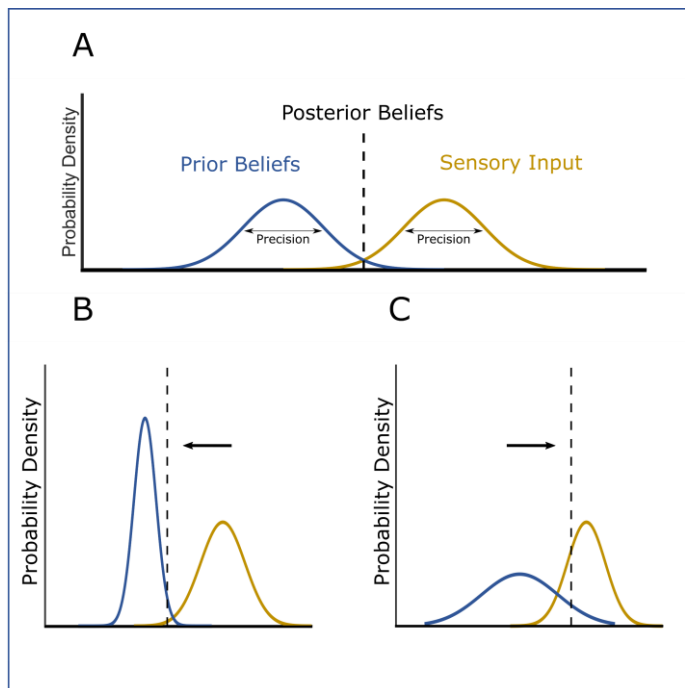 A
Posterior Beliefs
Prior Beliefs
Sensory Input
Probability Density
Precision
Precision
B
C
Probability Density
Probability Density